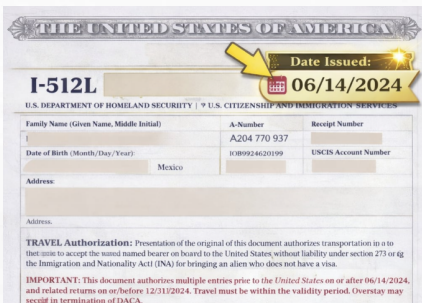 THE UNITED STATES OF AMERICA
Date Issued:
06/14/2024
I-512L
U.S. DEPARTMENT OF HOMELAND SECURIITY | U.S. CITIZENSHIP AND IMMIGRATION SERVICES
Family Name (Given Name, Middle Initial)
A-Number
Receipt Number
A204 770 937
Date of Birth (Month/Day/Year):
IOB9924620199
USCIS Account Number
Mexico
Address:
Address.
TRAVEL Authorization: Presentation of the original of this document authorizes transportation in o to
accept the named bearer on board to the United States without liability under section 273 or
the Immigration and Nationality Act (INA) for bringing an alien who does not have a visa.
IMPORTANT: This document authorizes multiple entries prior to the United States on or after 06/14/2024,
and related returns on or/before 12/31/2024. Travel must be within the validity period. Overstay may
in termination of DACA.